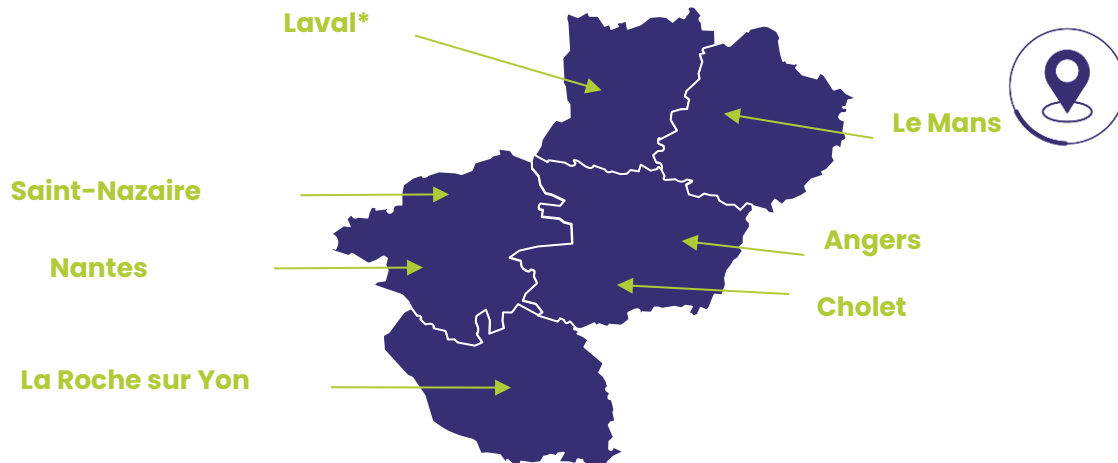 Laval*
Le Mans
Saint-Nazaire
Angers
Nantes
Cholet
La Roche sur Yon